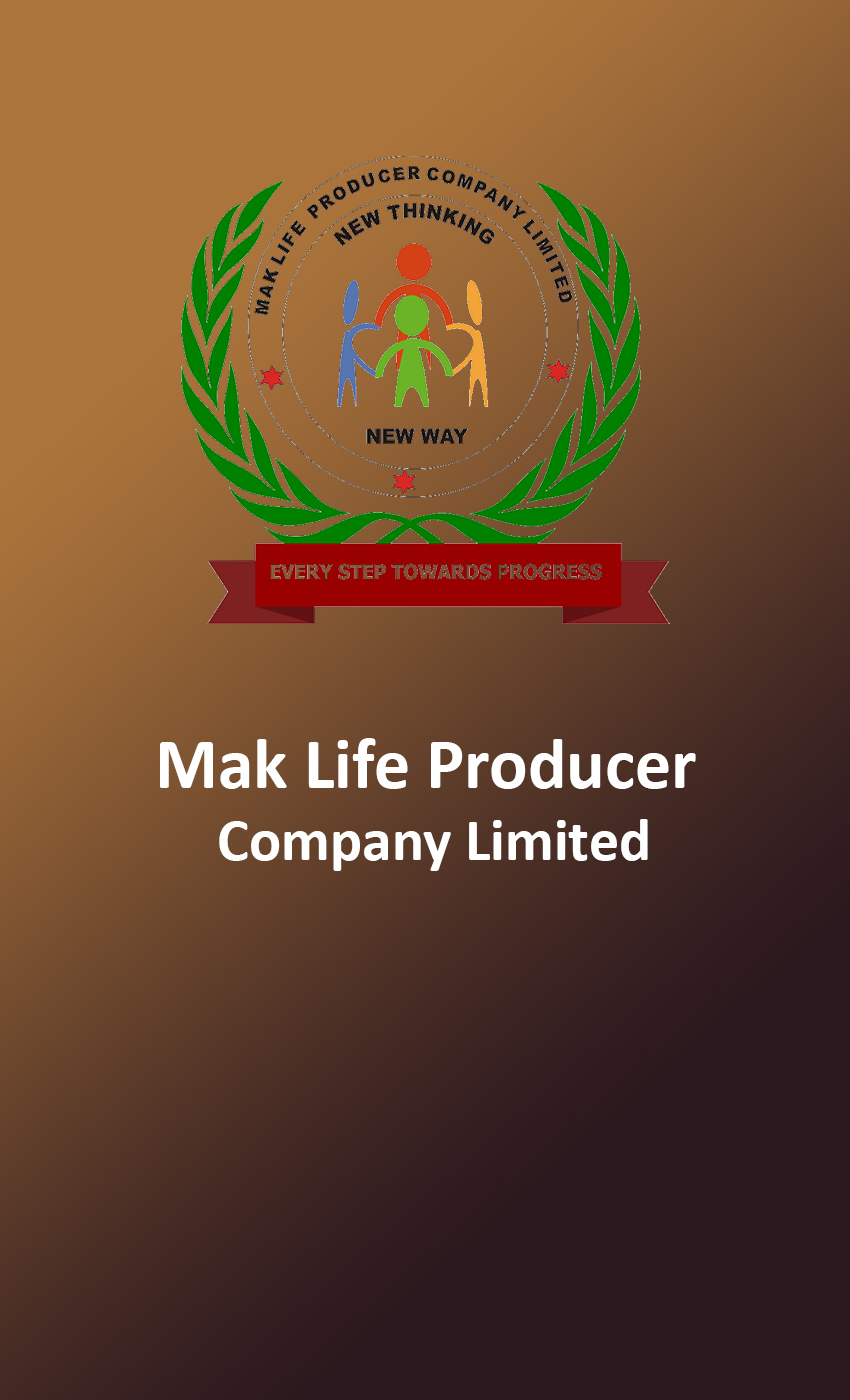 MAK LIFE PRODUCER COMPANY LIMITED
NEW THINKING
NEW WAY
EVERY STEP TOWARDS PROGRESS
Mak Life Producer
Company Limited